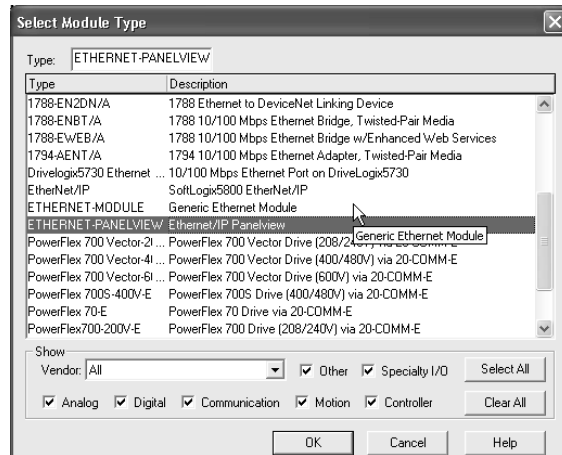 Select Module Type
Type: ETHERNET-PANELVIEW
Type Description
1788-EN2DN/A 1788 Ethernet to DeviceNet Linking Device
1788-ENBT/A 1788 10/100 Mbps Ethernet Bridge, Twisted-Pair Media
1788-EWEB/A 1788 10/100 Mbps Ethernet Bridge w/Enhanced Web Services
1794-AENT/A 1794 10/100 Mbps Ethernet Adapter, Twisted-Pair Media
Drivelogix5730 Ethernet ... 10/100 Mbps Ethernet Port on DriveLogix5730
EtherNet/IP SoftLogix5800 EtherNet/IP
ETHERNET-MODULE Generic Ethernet Module
ETHERNET-PANELVIEW Ethernet/IP Panelview
Generic Ethernet Module
PowerFlex 700 Vector-2( ... PowerFlex 700 Vector Drive (208/24 20-COMM-E
PowerFlex 700 Vector-4( ... PowerFlex 700 Vector Drive (400/480V) via 20-COMM-E
PowerFlex 700 Vector-6( ... PowerFlex 700 Vector Drive (600V) via 20-COMM-E
PowerFlex 700S-400V-E PowerFlex 700S Drive (400/480V) via 20-COMM-E
PowerFlex 70-E PowerFlex 70 Drive via 20-COMM-E
PowerFlex700-200V-E PowerFlex 700 Drive (208/240V) via 20-COMM-E
Show
Vendor: All Other Specialty I/O Select All
Analog Digital Communication Motion Controller Clear All
OK Cancel Help